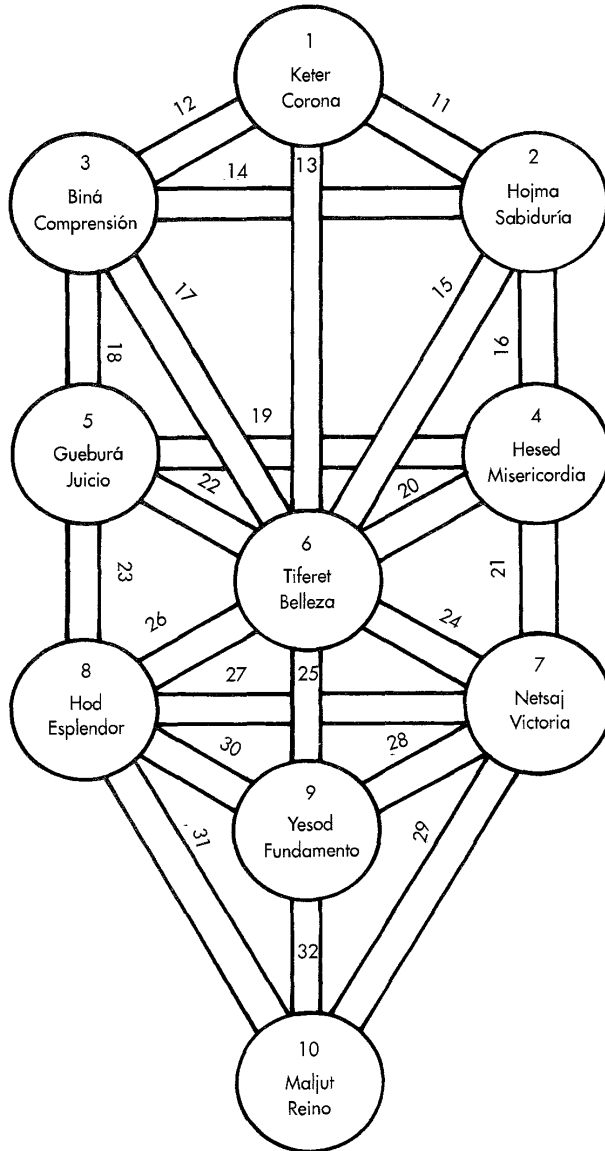 1
Keter
Corona
12
11
3
Biná
Comprensión
14
13
2
Hojma
Sabiduría
17
15
18
16
5
Gueburá
Juicio
19
4
Hesed
Misericordia
22
20
6
Tiferet
Belleza
23
21
26
24
8
Hod
Esplendor
27
25
7
Netsaj
Victoria
30
28
9
Yesod
Fundamento
31
29
32
10
Maljut
Reino